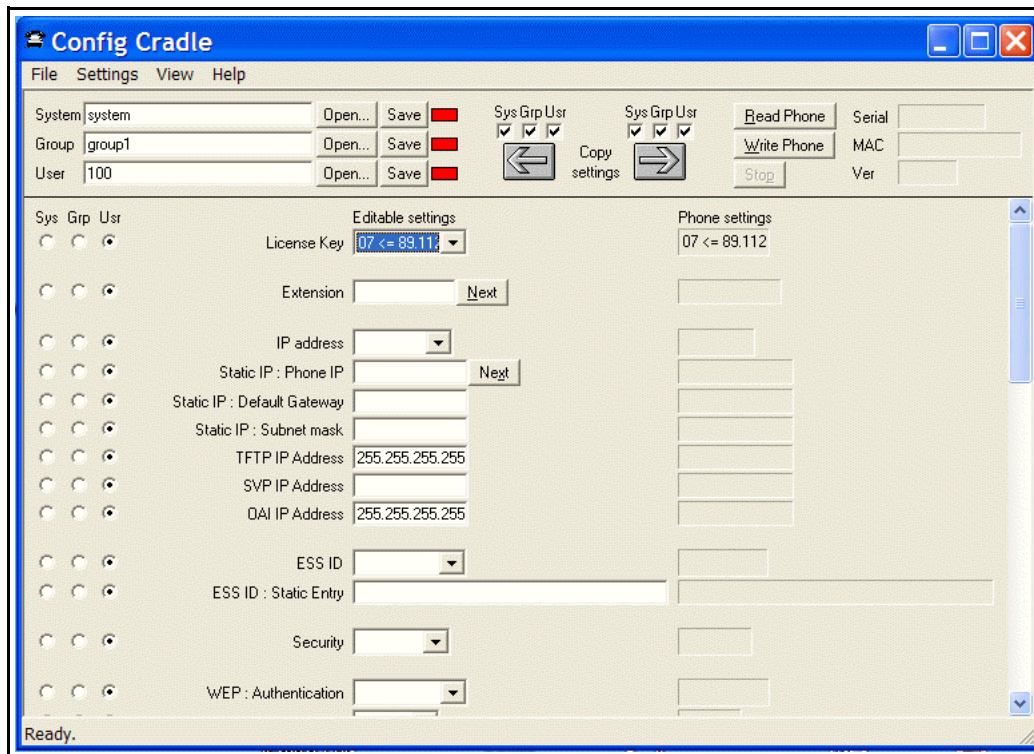 Config Cradle
File Settings View Help
System system Open... Save Sys Grp Usr Sys Grp Usr Read Phone Serial
Group group1 Open... Save Copy settings Write Phone MAC
User 100 Open... Save Stop Ver
Sys Grp Usr Editable settings Phone settings
License Key 07 <= 89.112 07 <= 89.112
Extension Next
IP address
Static IP : Phone IP Next
Static IP : Default Gateway
Static IP : Subnet mask
TFTP IP Address 255.255.255.255
SVP IP Address
OAI IP Address 255.255.255.255
ESS ID
ESS ID : Static Entry
Security
WEP : Authentication
Ready.